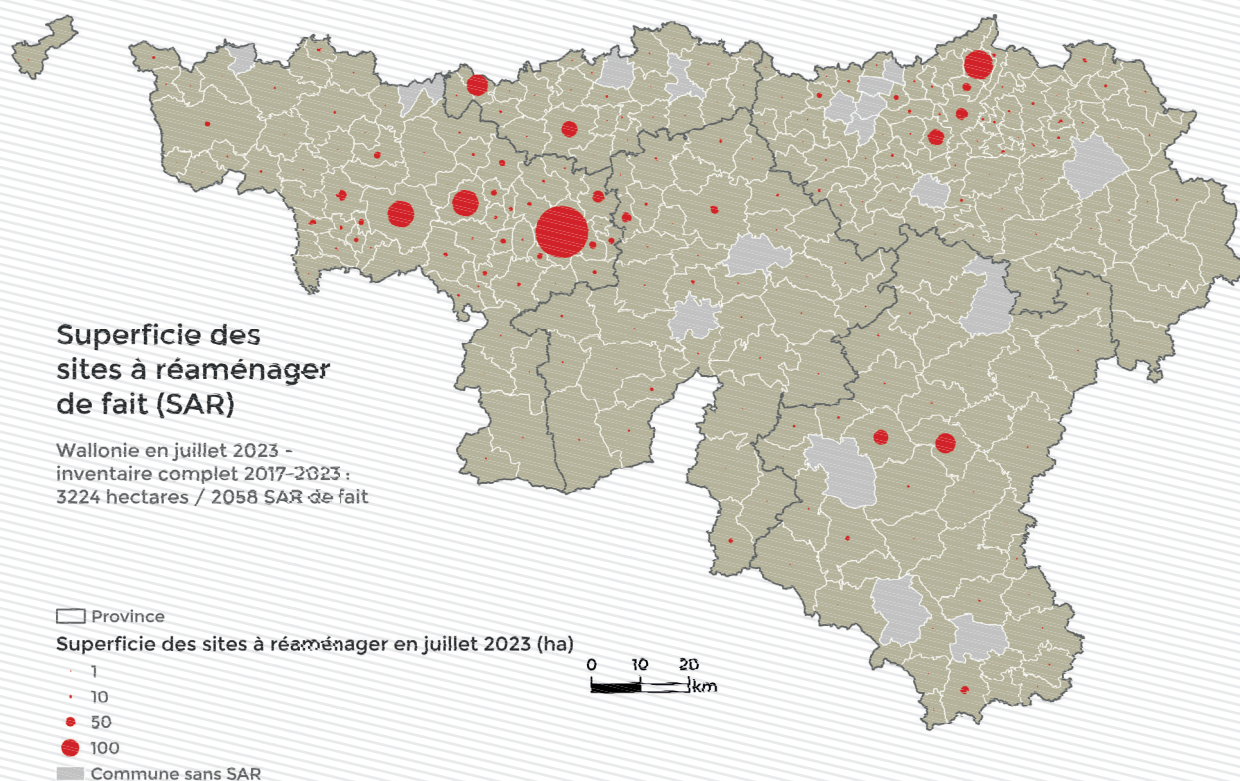 Superficie des
sites à réaménager
de fait (SAR)
Wallonie en juillet 2023 -
inventaire complet 2017-2023 :
3224 hectares / 2058 SAR de fait
Province
Superficie des sites à réaménager en juillet 2023 (ha)
1
10
50
100
Commune sans SAR
0 10 20
km